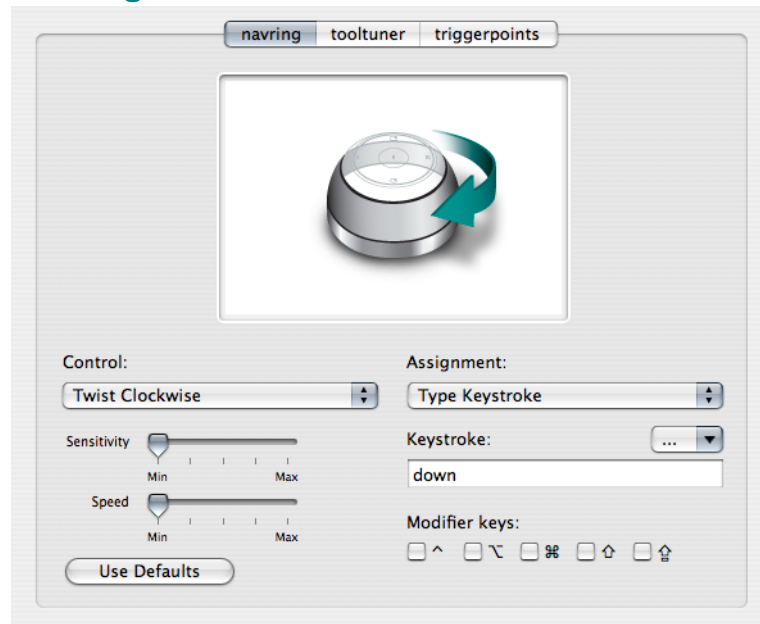 navring tooltuner triggerpoints
Control:
Twist Clockwise
Sensitivity
Min Max
Speed
Min Max
Use Defaults
Assignment:
Type Keystroke
Keystroke: ...
down
Modifier keys:
^ ⌥ ⌘ ⇧ ⇪